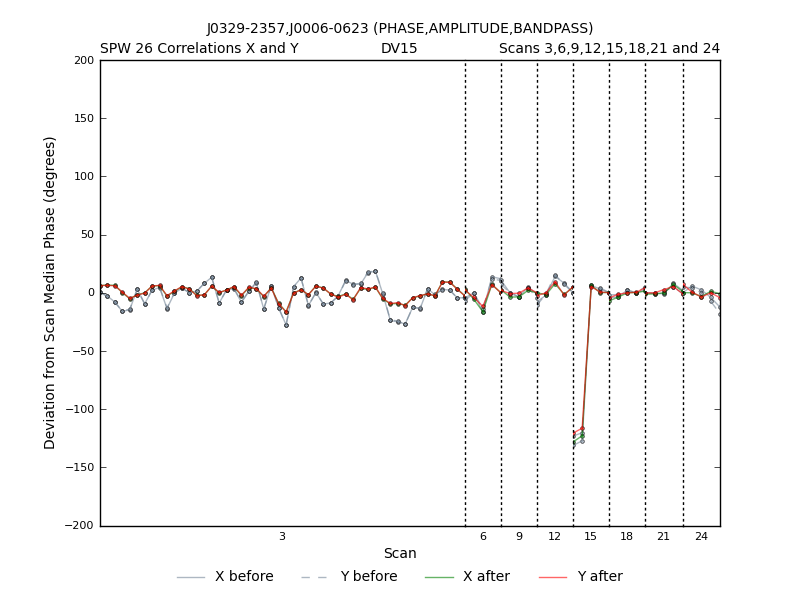 J0329-2357,J0006-0623 (PHASE,AMPLITUDE,BANDPASS)
SPW 26 Correlations X and Y DV15 Scans 3,6,9,12,15,18,21 and 24
200
150
100
50
0
−50
−100
−150
−200
Deviation from Scan Median Phase (degrees)
3 6 9 12 15 18 21 24
Scan
X before Y before X after Y after